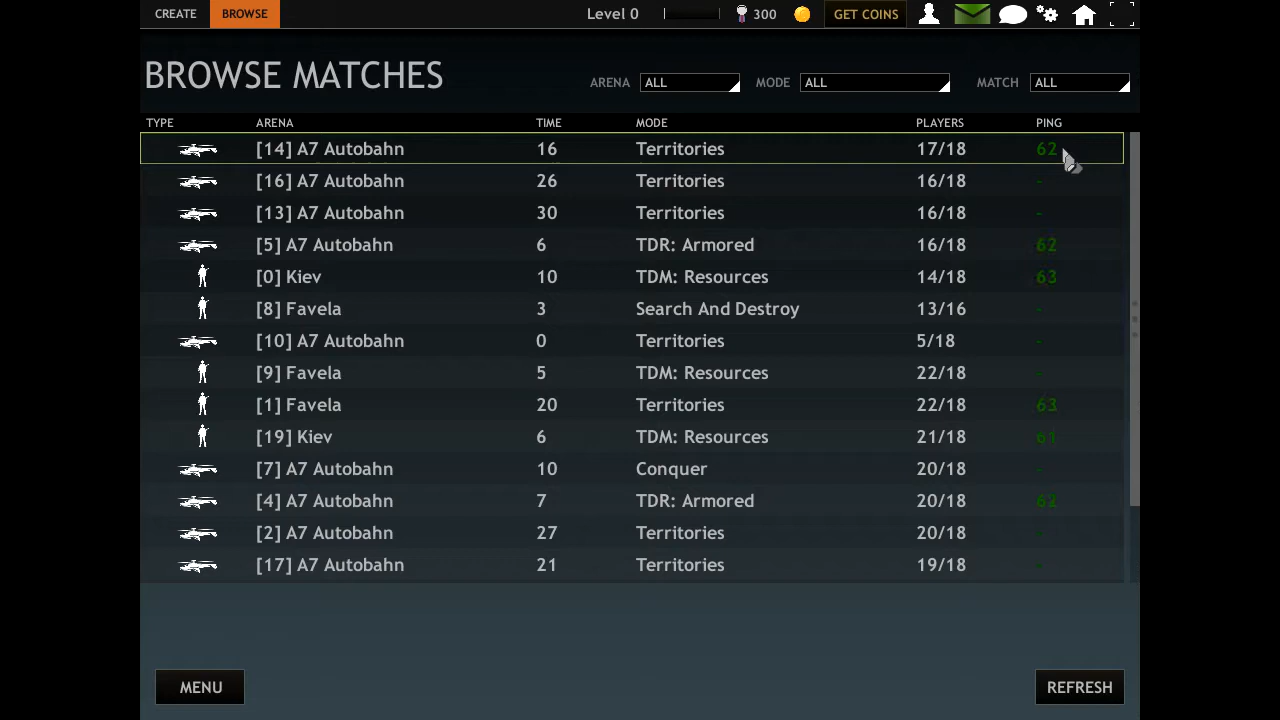 CREATE BROWSE Level 0 300 GET COINS
BROWSE MATCHES ARENA ALL MODE ALL MATCH ALL
TYPE ARENA TIME MODE PLAYERS PING
[14] A7 Autobahn 16 Territories 17/18 62
[16] A7 Autobahn 26 Territories 16/18 -
[13] A7 Autobahn 30 Territories 16/18 -
[5] A7 Autobahn 6 TDR: Armored 16/18 62
[0] Kiev 10 TDM: Resources 14/18 63
[8] Favela 3 Search And Destroy 13/16 -
[10] A7 Autobahn 0 Territories 5/18 -
[9] Favela 5 TDM: Resources 22/18 -
[1] Favela 20 Territories 22/18 63
[19] Kiev 6 TDM: Resources 21/18 61
[7] A7 Autobahn 10 Conquer 20/18 -
[4] A7 Autobahn 7 TDR: Armored 20/18 62
[2] A7 Autobahn 27 Territories 20/18 -
[17] A7 Autobahn 21 Territories 19/18 -
MENU REFRESH